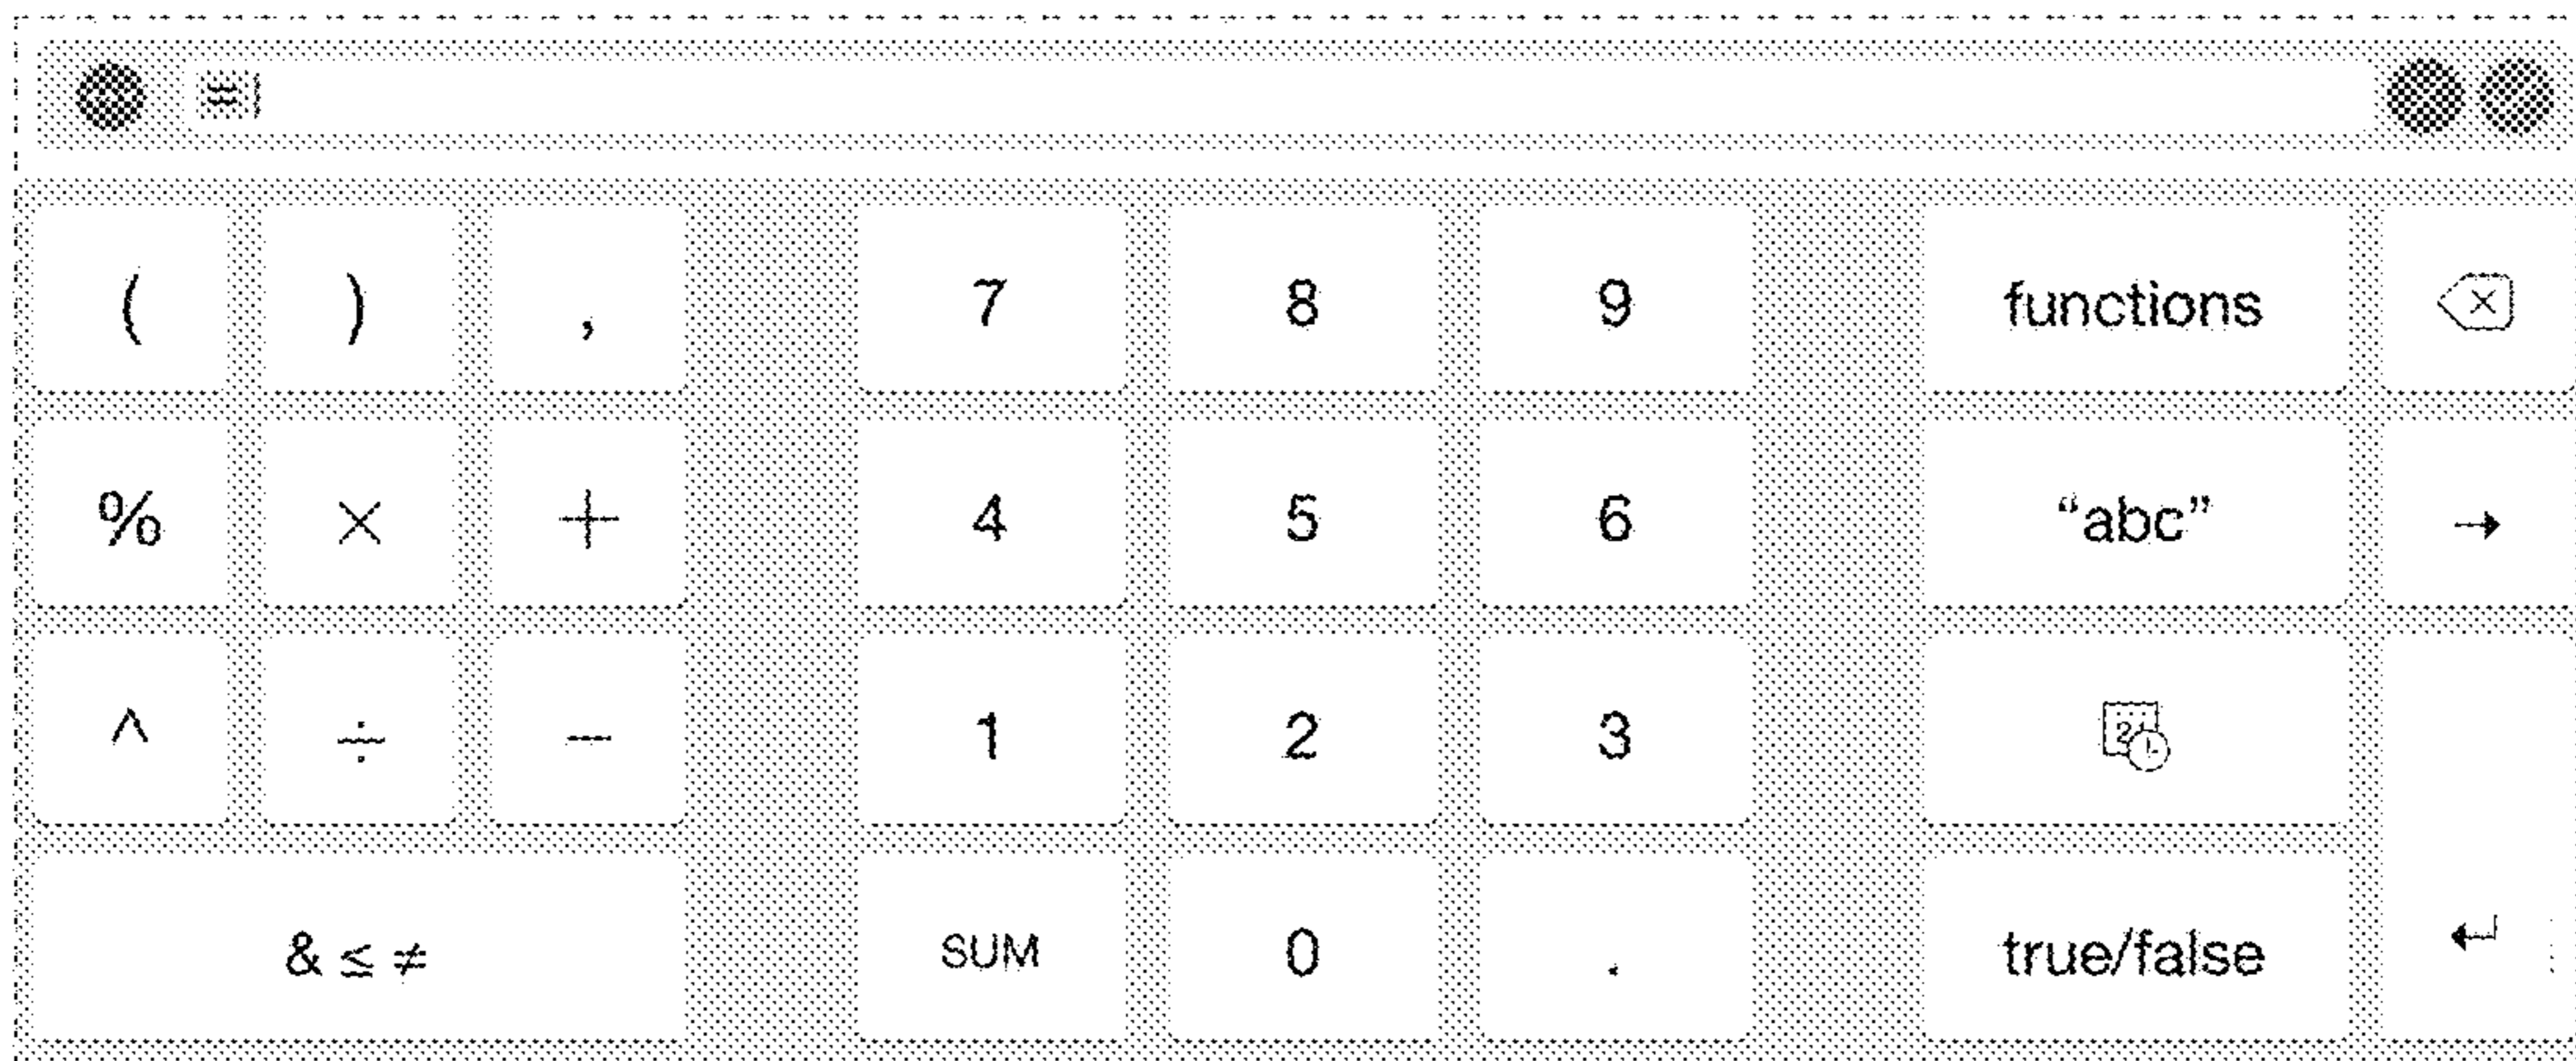 =
( ) , 7 8 9 functions
% × + 4 5 6 “abc” →
^ ÷ − 1 2 3
& ≤ ≠ SUM 0 . true/false ↵